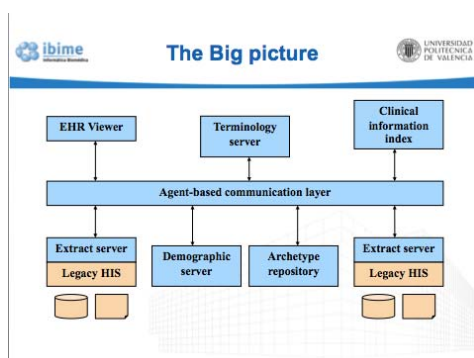 ibime
Informática Biomédica
The Big picture
UNIVERSIDAD
POLITECNICA
DE VALENCIA
EHR Viewer
Terminology
server
Clinical
information
index
Agent-based communication layer
Extract server
Legacy HIS
Demographic
server
Archetype
repository
Extract server
Legacy HIS